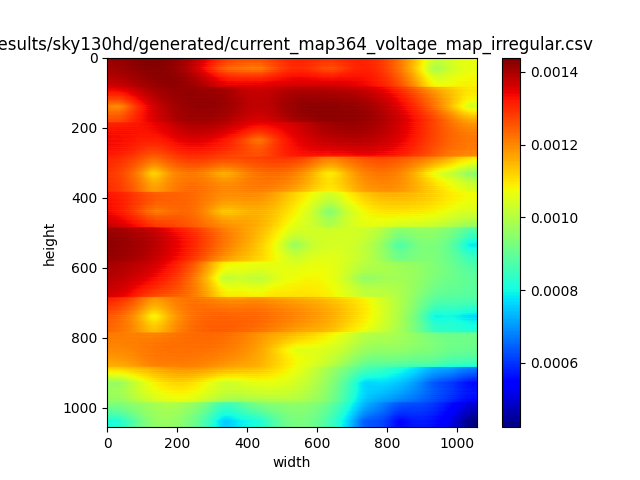 esults/sky130hd/generated/current_map364_voltage_map_irregular.csv
0
200
400
600
800
1000
height
0 200 400 600 800 1000
width
0.0014
0.0012
0.0010
0.0008
0.0006